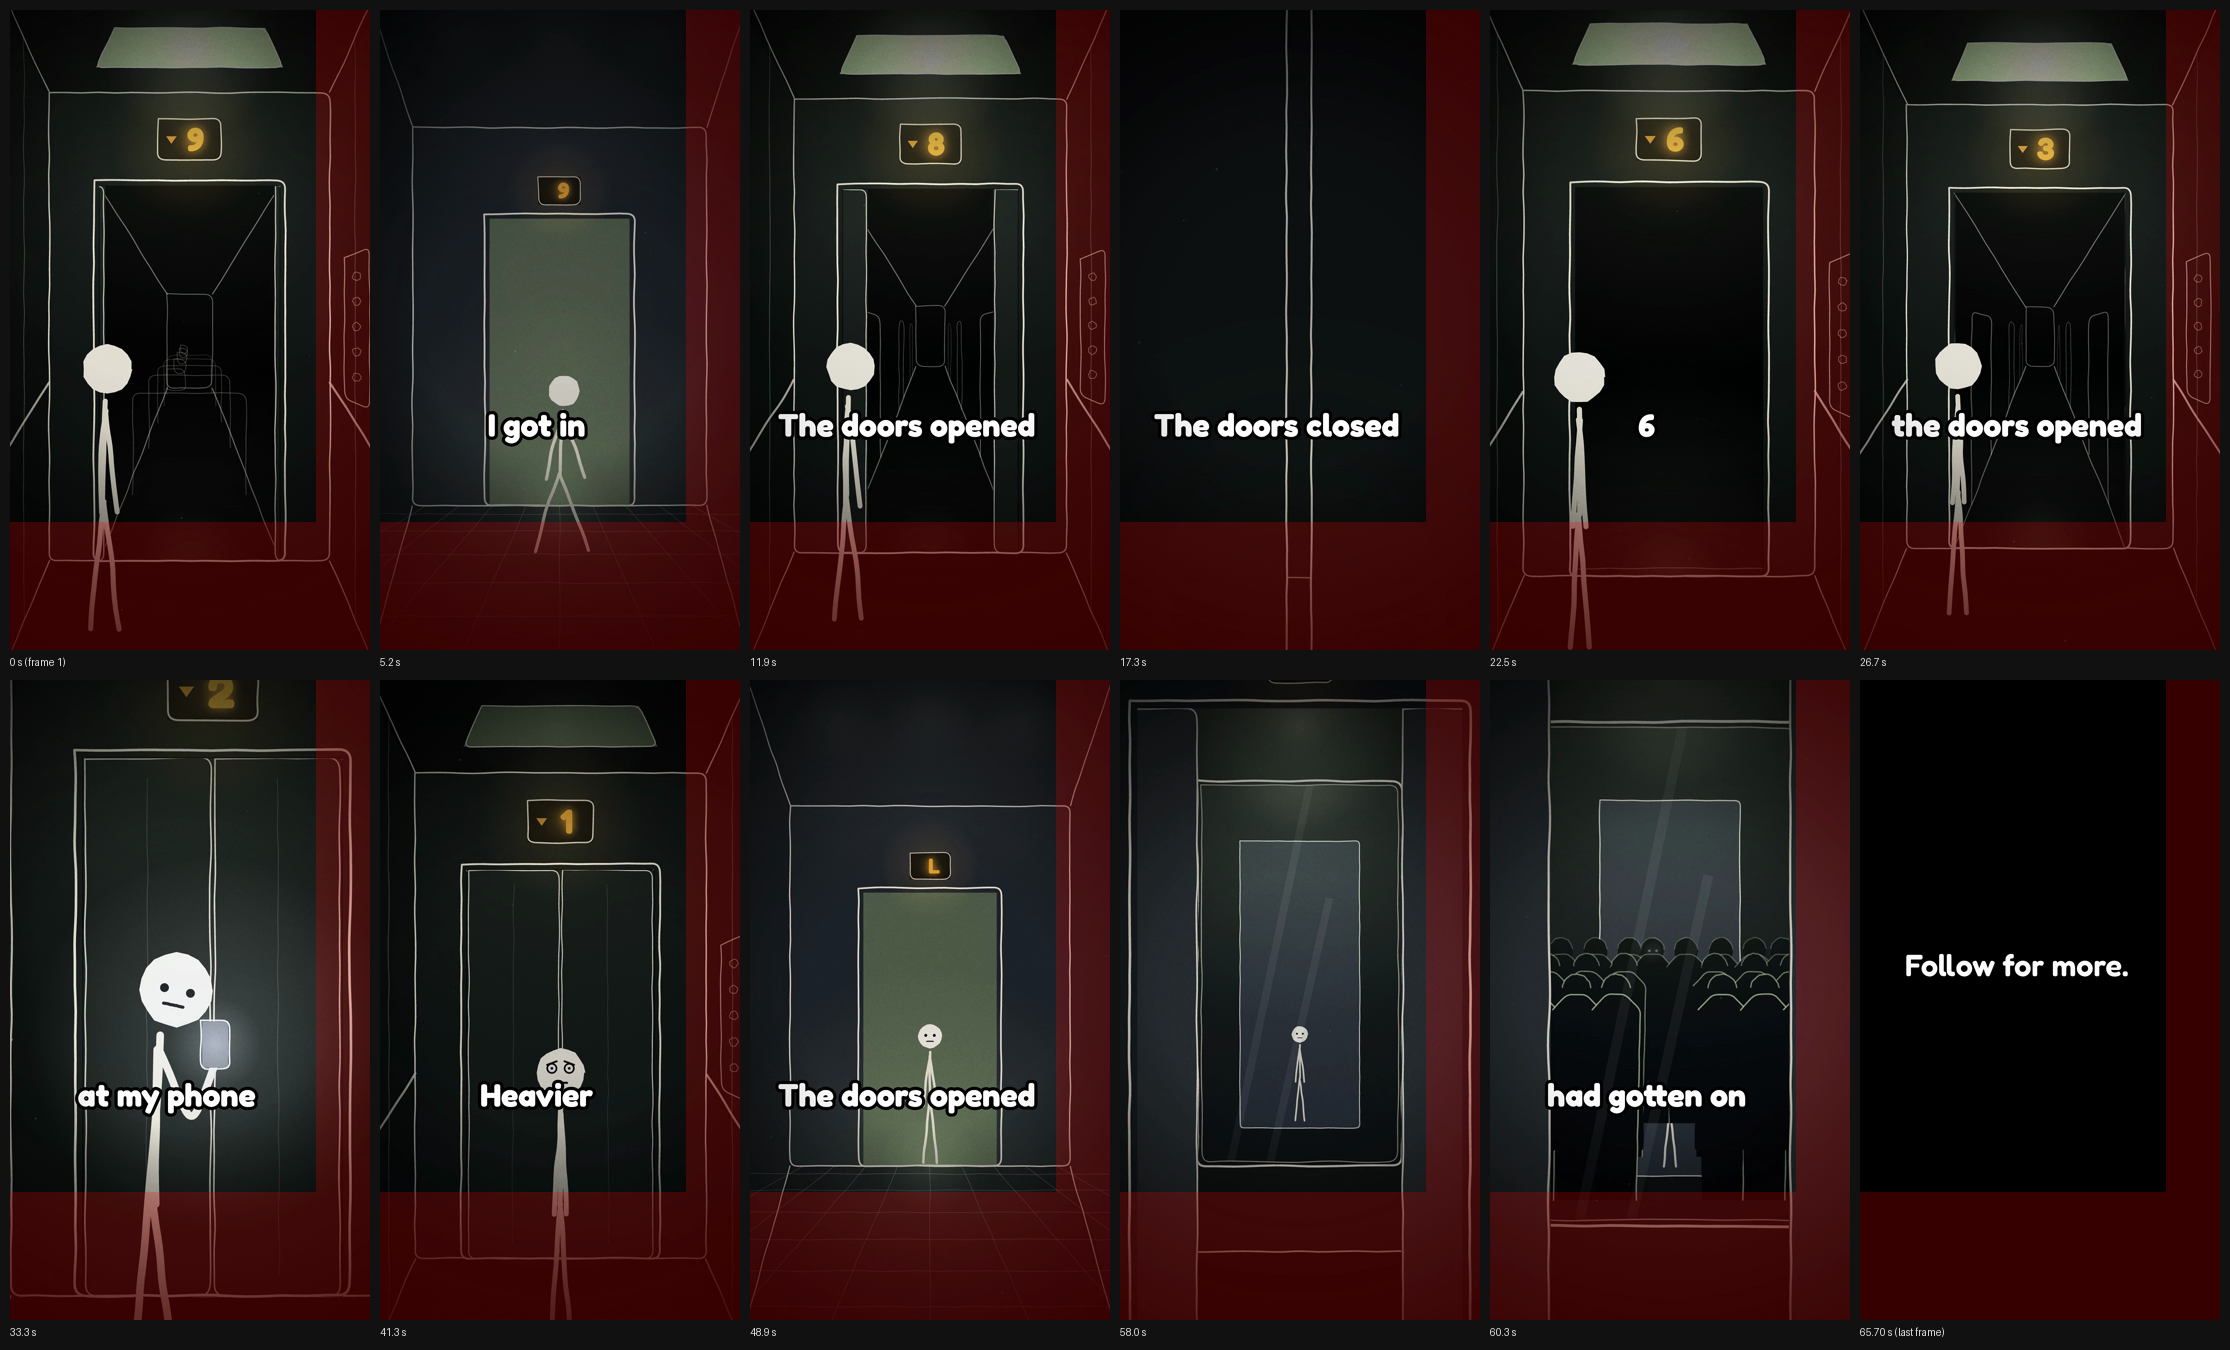 9
0 s (frame 1)
9
I got in
5.2 s
8
The doors opened
11.9 s
The doors closed
17.3 s
6
6
22.5 s
3
the doors opened
26.7 s
2
at my phone
33.3 s
1
Heavier
41.3 s
L
The doors opened
48.9 s
58.0 s
had gotten on
60.3 s
Follow for more.
65.70 s (last frame)